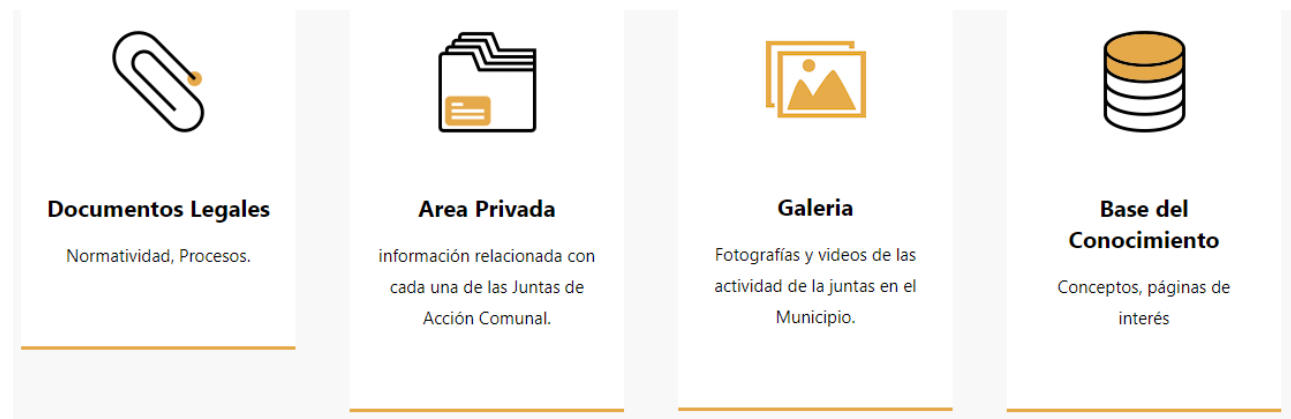 Documentos Legales
Normatividad, Procesos.
Area Privada
información relacionada con
cada una de las Juntas de
Acción Comunal.
Galeria
Fotografías y videos de las
actividad de la juntas en el
Municipio.
Base del
Conocimiento
Conceptos, páginas de
interés